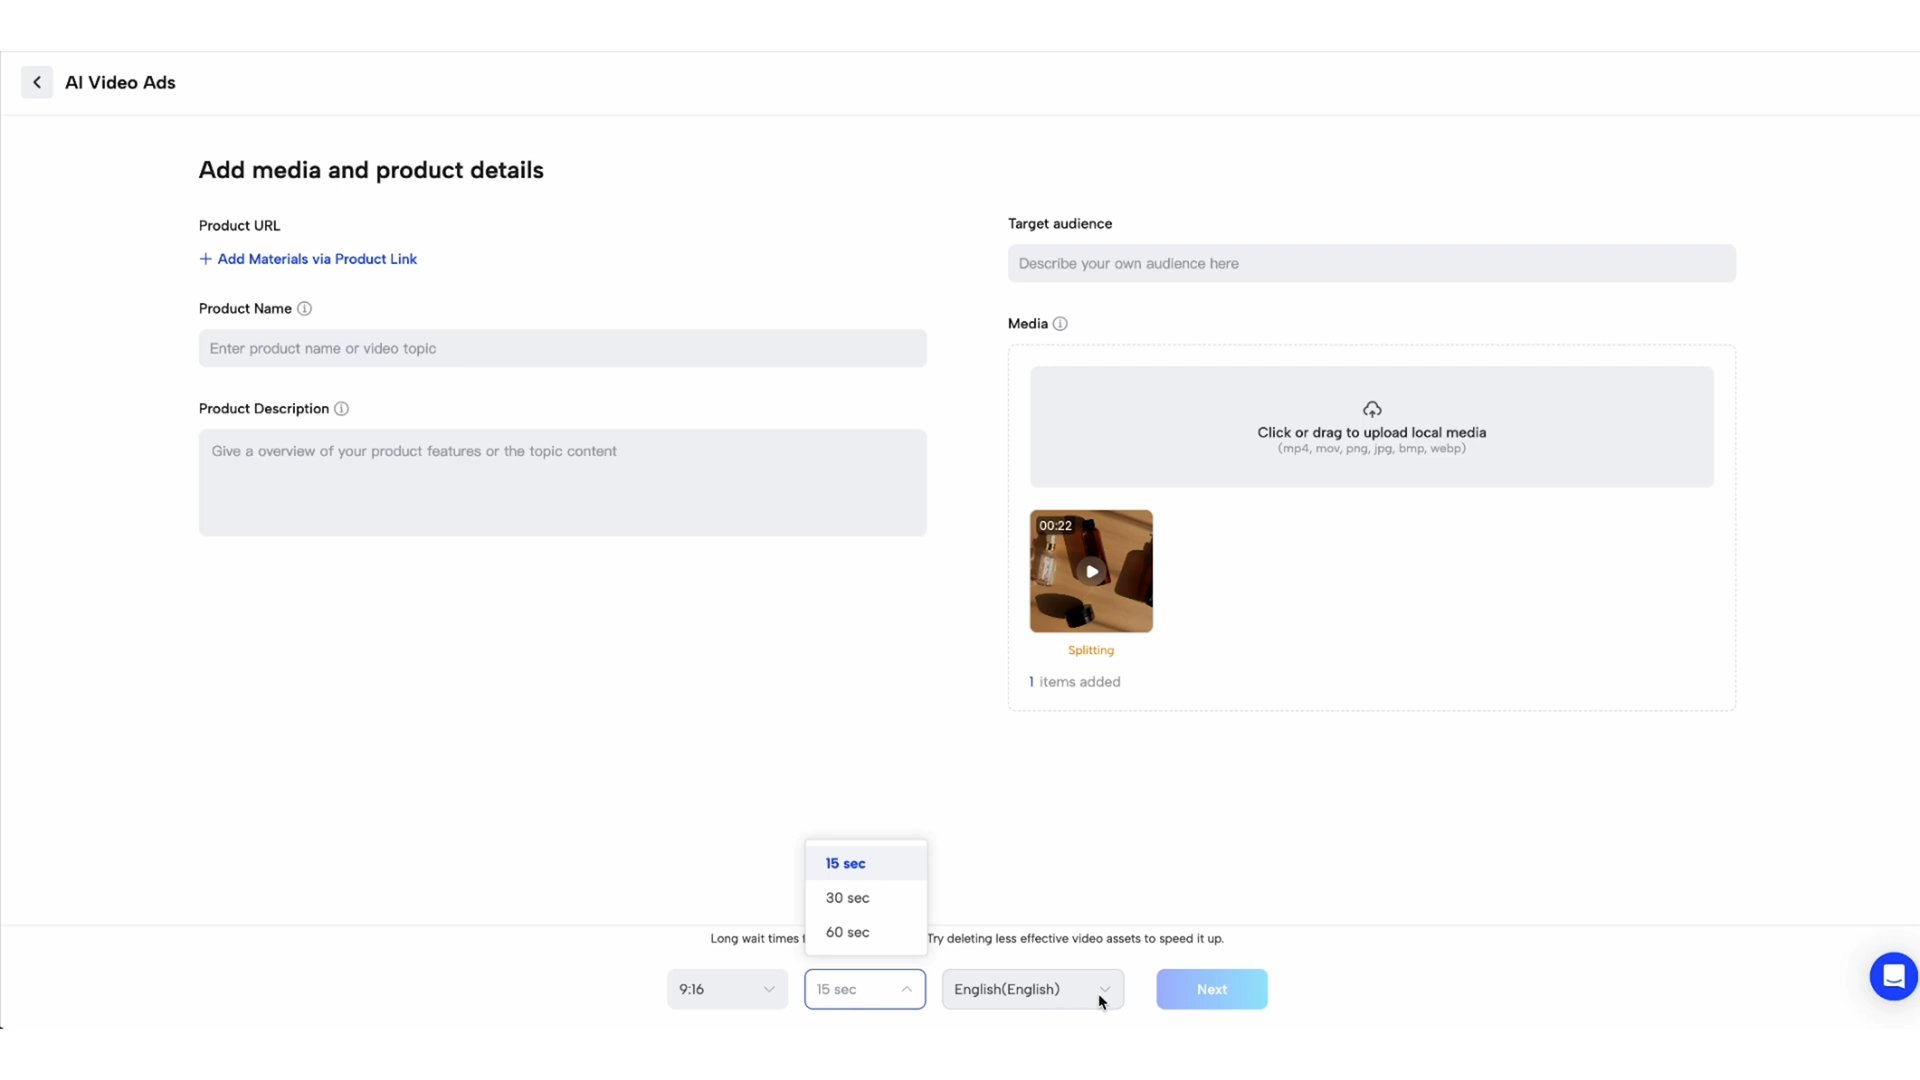 AI Video Ads
Add media and product details
Product URL
+ Add Materials via Product Link
Product Name
Enter product name or video topic
Product Description
Give a overview of your product features or the topic content
Target audience
Describe your own audience here
Media
Click or drag to upload local media
(mp4, mov, png, jpg, bmp, webp)
00:22
Splitting
1 items added
15 sec
30 sec
60 sec
Long wait times
Try deleting less effective video assets to speed it up.
9:16
15 sec
English(English)
Next